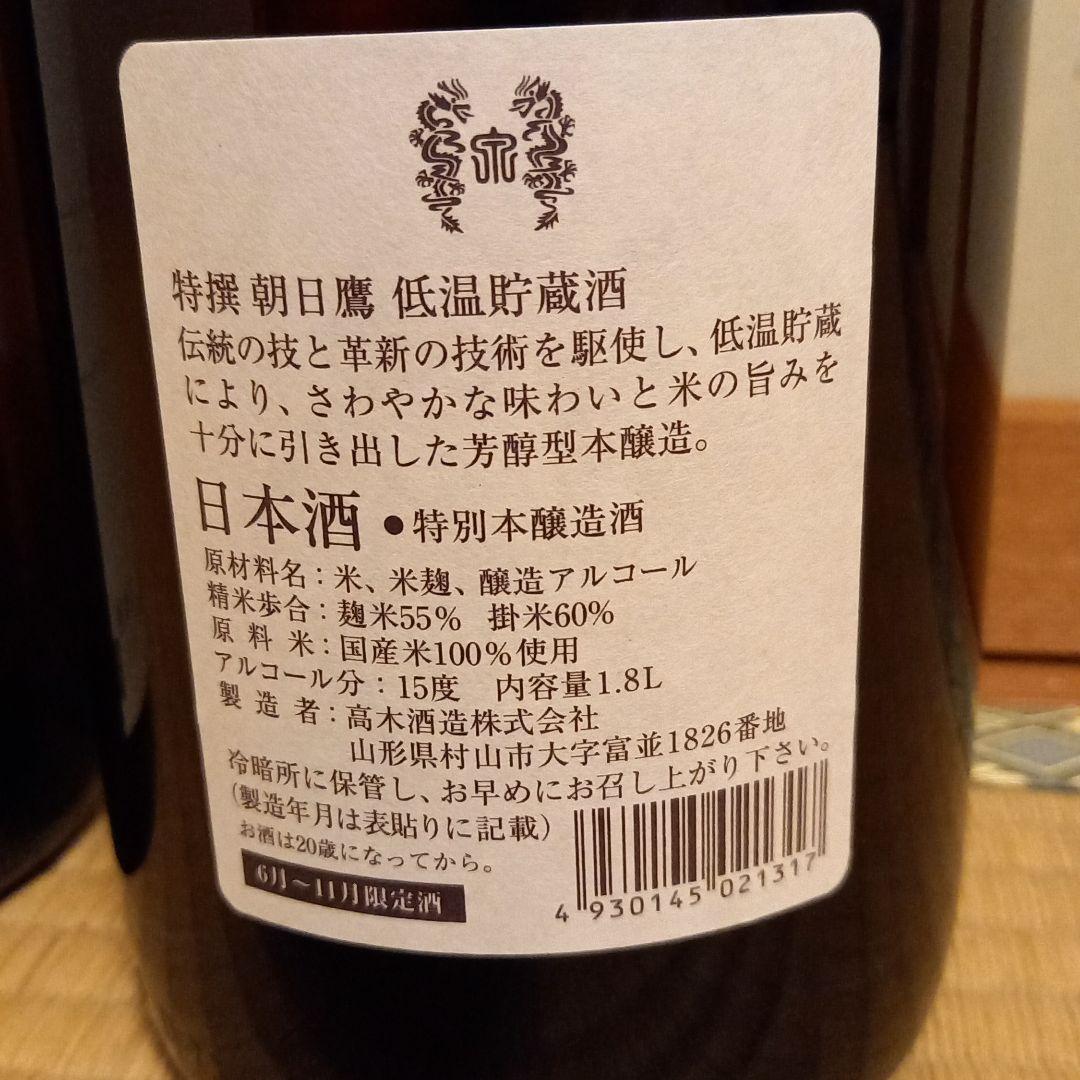 特撰 朝日鷹 低温貯蔵酒
伝統の技と革新の技術を駆使し、低温貯蔵
により、さわやかな味わいと米の旨みを
十分に引き出した芳醇型本醸造。
日本酒 ●特別本醸造酒
原材料名：米、米麹、醸造アルコール
精米歩合：麹米55% 掛米60%
原料米：国産米100%使用
アルコール分：15度 内容量1.8L
製造者：高木酒造株式会社
山形県村山市大字富並1826番地
冷暗所に保管し、お早めにお召し上がり下さい。
(製造年月は表貼りに記載)
お酒は20歳になってから。
6月～11月限定酒
4 930145 021317